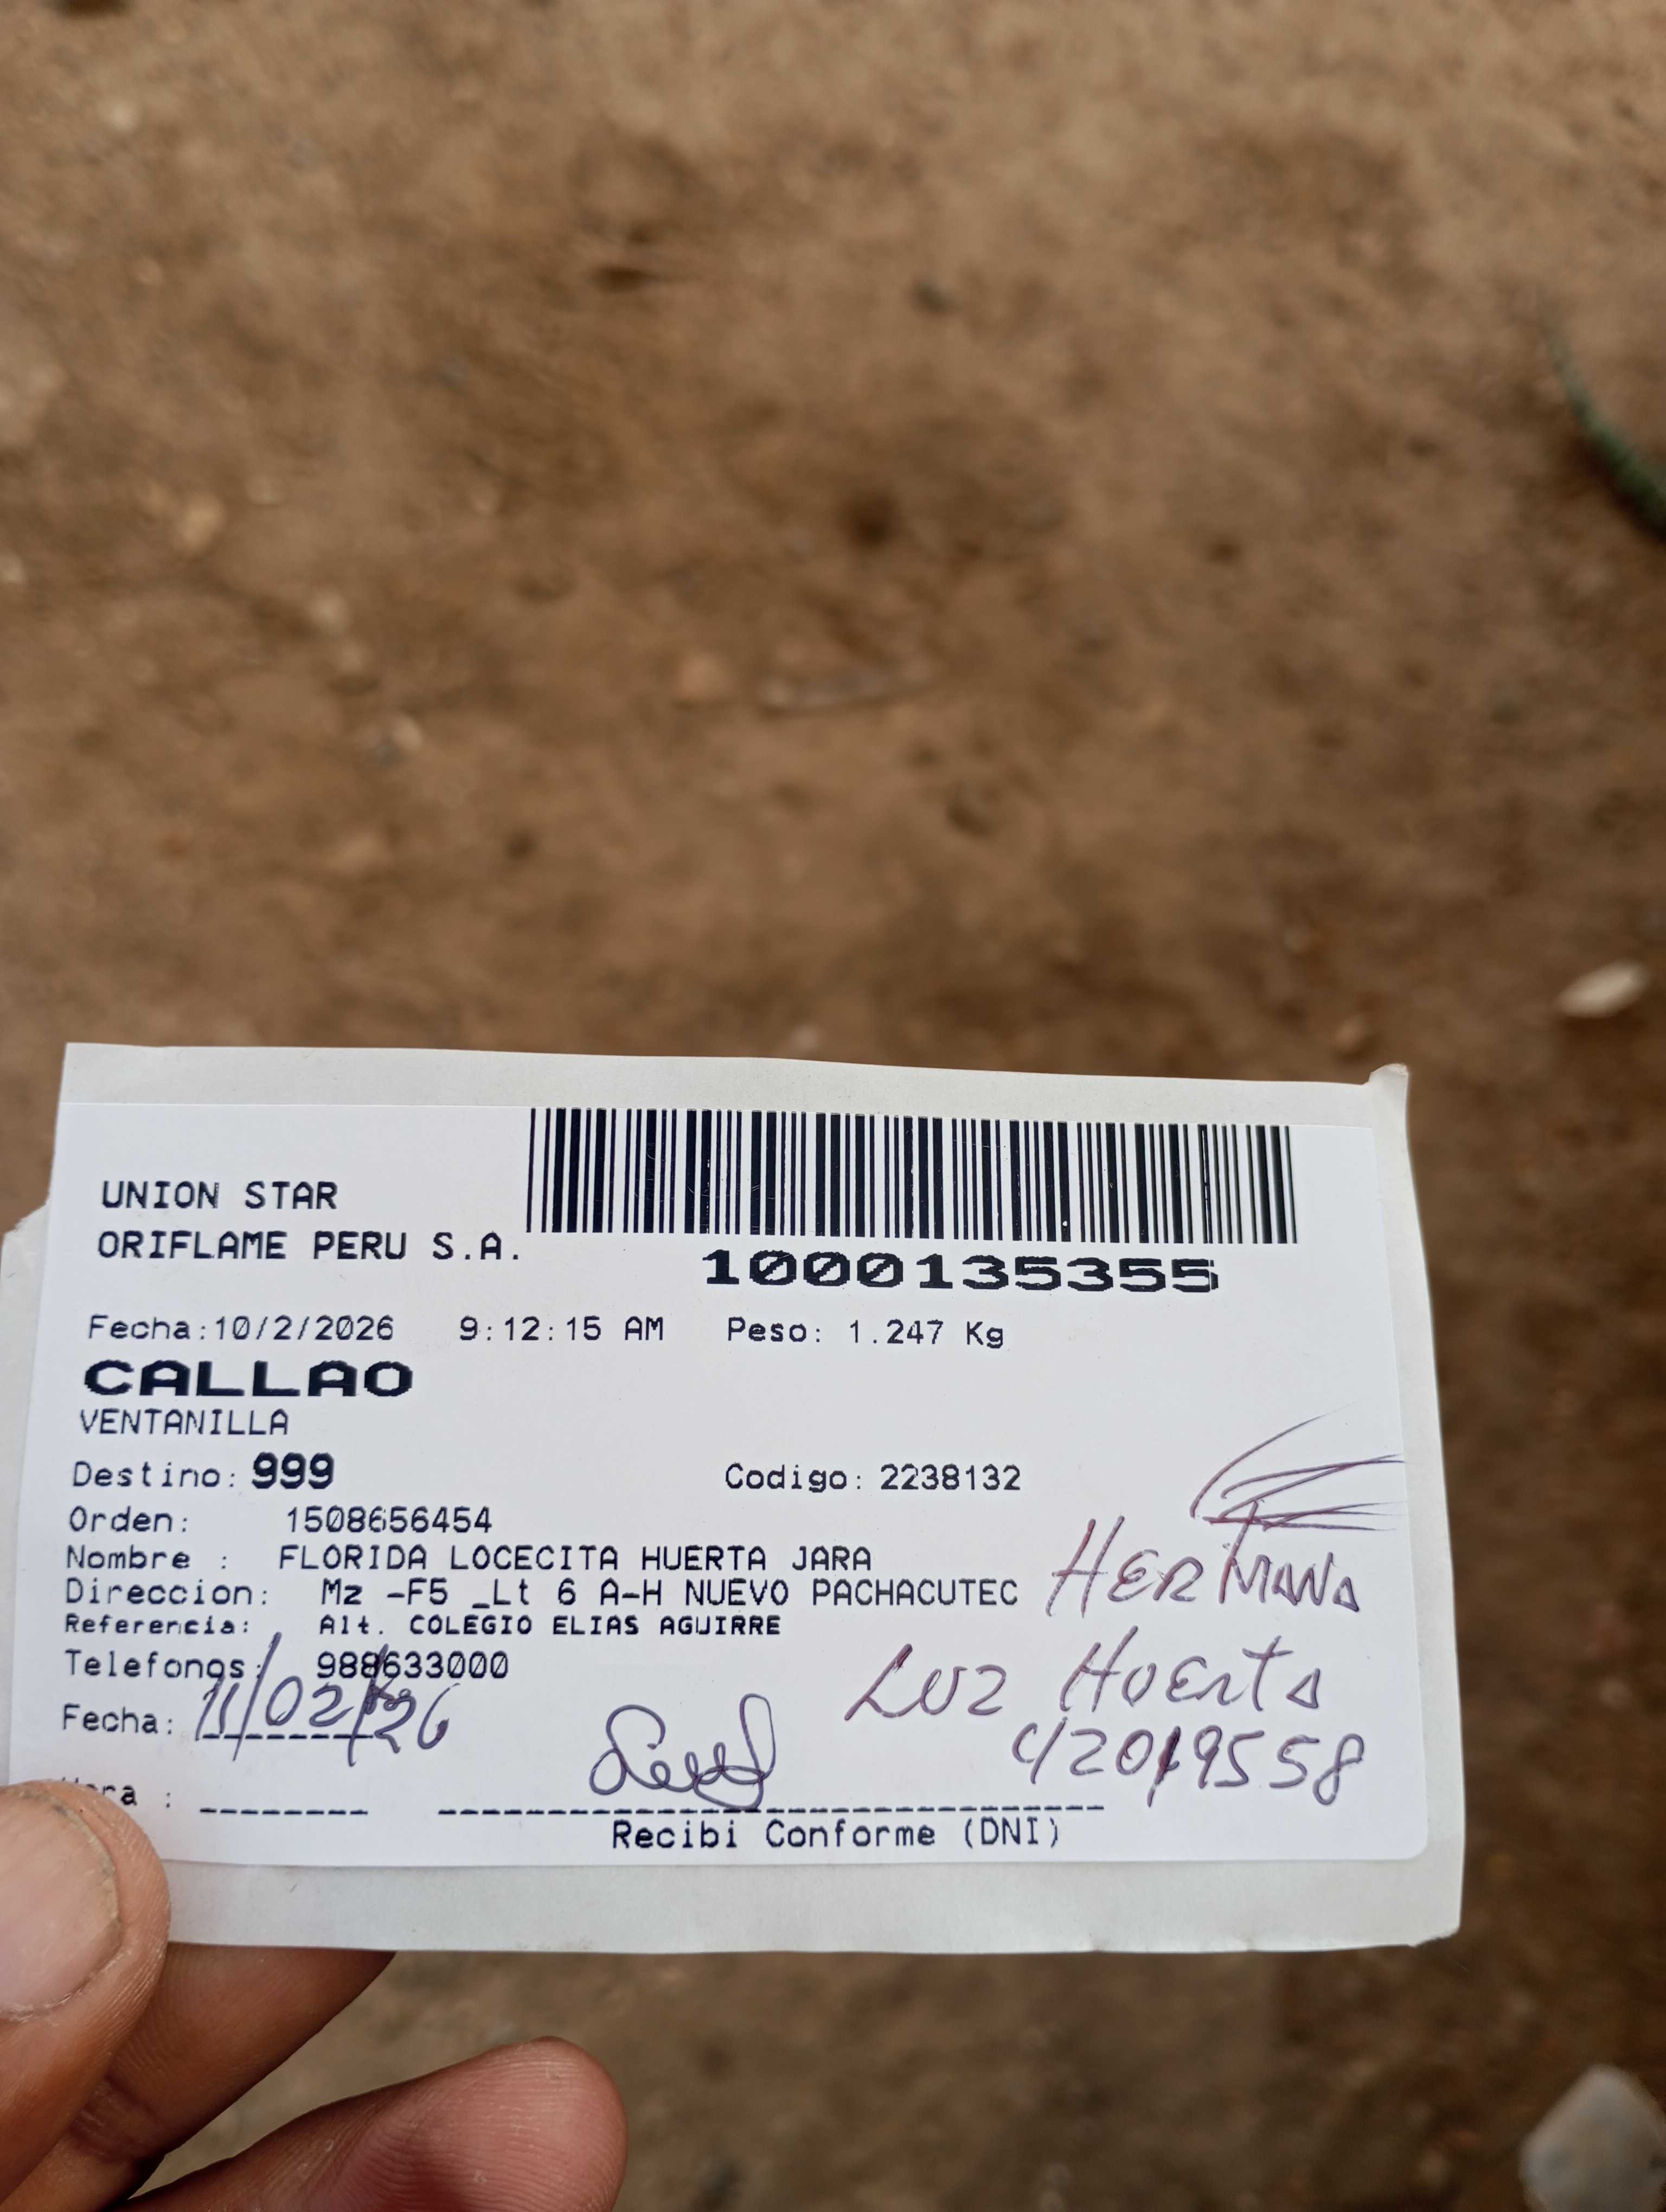 UNION STAR
ORIFLAME PERU S.A.
1000135355
Fecha:10/2/2026 9:12:15 AM Peso: 1.247 Kg
CALLAO
VENTANILLA
Destino: 999 Codigo: 2238132
Orden: 1508656454
Nombre : FLORIDA LOCECITA HUERTA JARA
HERMANA
Direccion: Mz -F5 _Lt 6 A-H NUEVO PACHACUTEC
Referencia: Alt. COLEGIO ELIAS AGUIRRE
Telefonos: 988633000
LUZ HUERTA
Fecha: 11/02/26
42019558
Recibi Conforme (DNI)